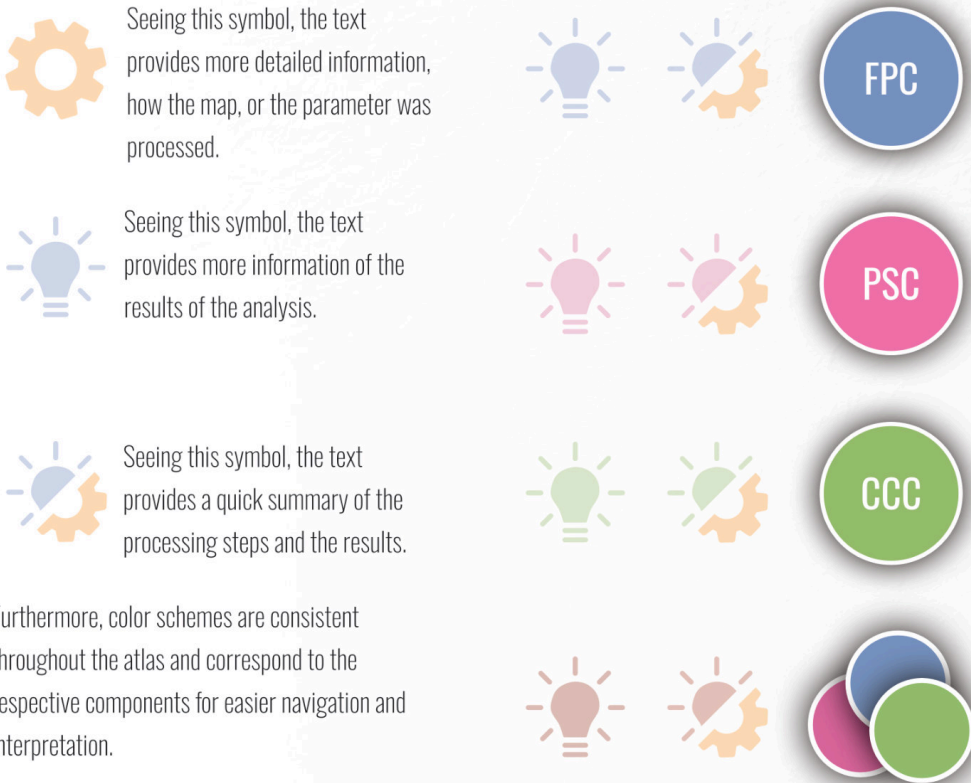 Seeing this symbol, the text
provides more detailed information,
how the map, or the parameter was
processed.
FPC
Seeing this symbol, the text
provides more information of the
results of the analysis.
PSC
Seeing this symbol, the text
provides a quick summary of the
processing steps and the results.
CCC
urthermore, color schemes are consistent
hroughout the atlas and correspond to the
espective components for easier navigation and
nterpretation.